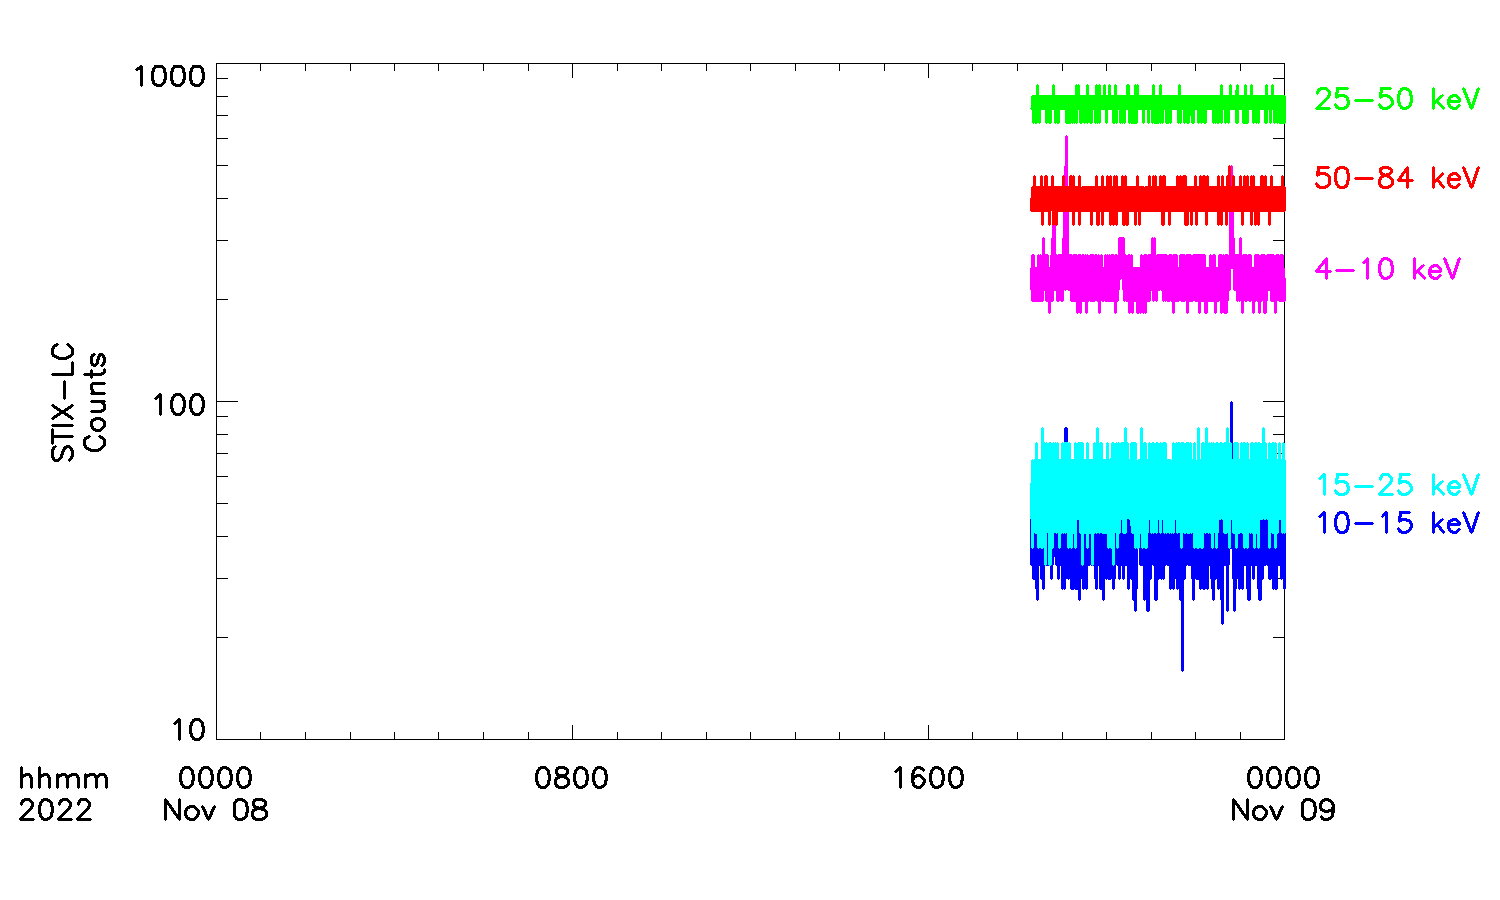 1000
100
10
STIX-LC
Counts
25-50 keV
50-84 keV
4-10 keV
15-25 keV
10-15 keV
hhmm 0000 0800 1600 0000
2022 Nov 08 Nov 09